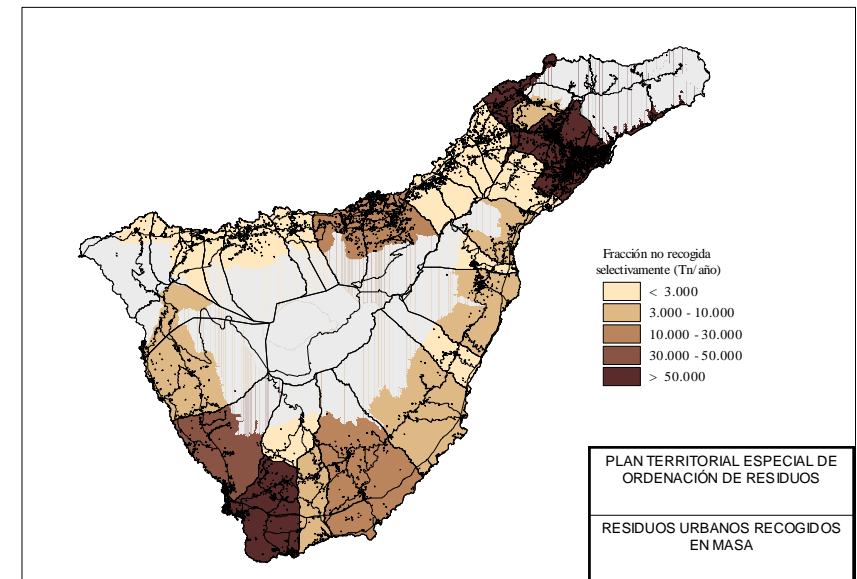 Fracción no recogida
selectivamente (Tn/año)
< 3.000
3.000 - 10.000
10.000 - 30.000
30.000 - 50.000
> 50.000
PLAN TERRITORIAL ESPECIAL DE
ORDENACIÓN DE RESIDUOS
RESIDUOS URBANOS RECOGIDOS
EN MASA